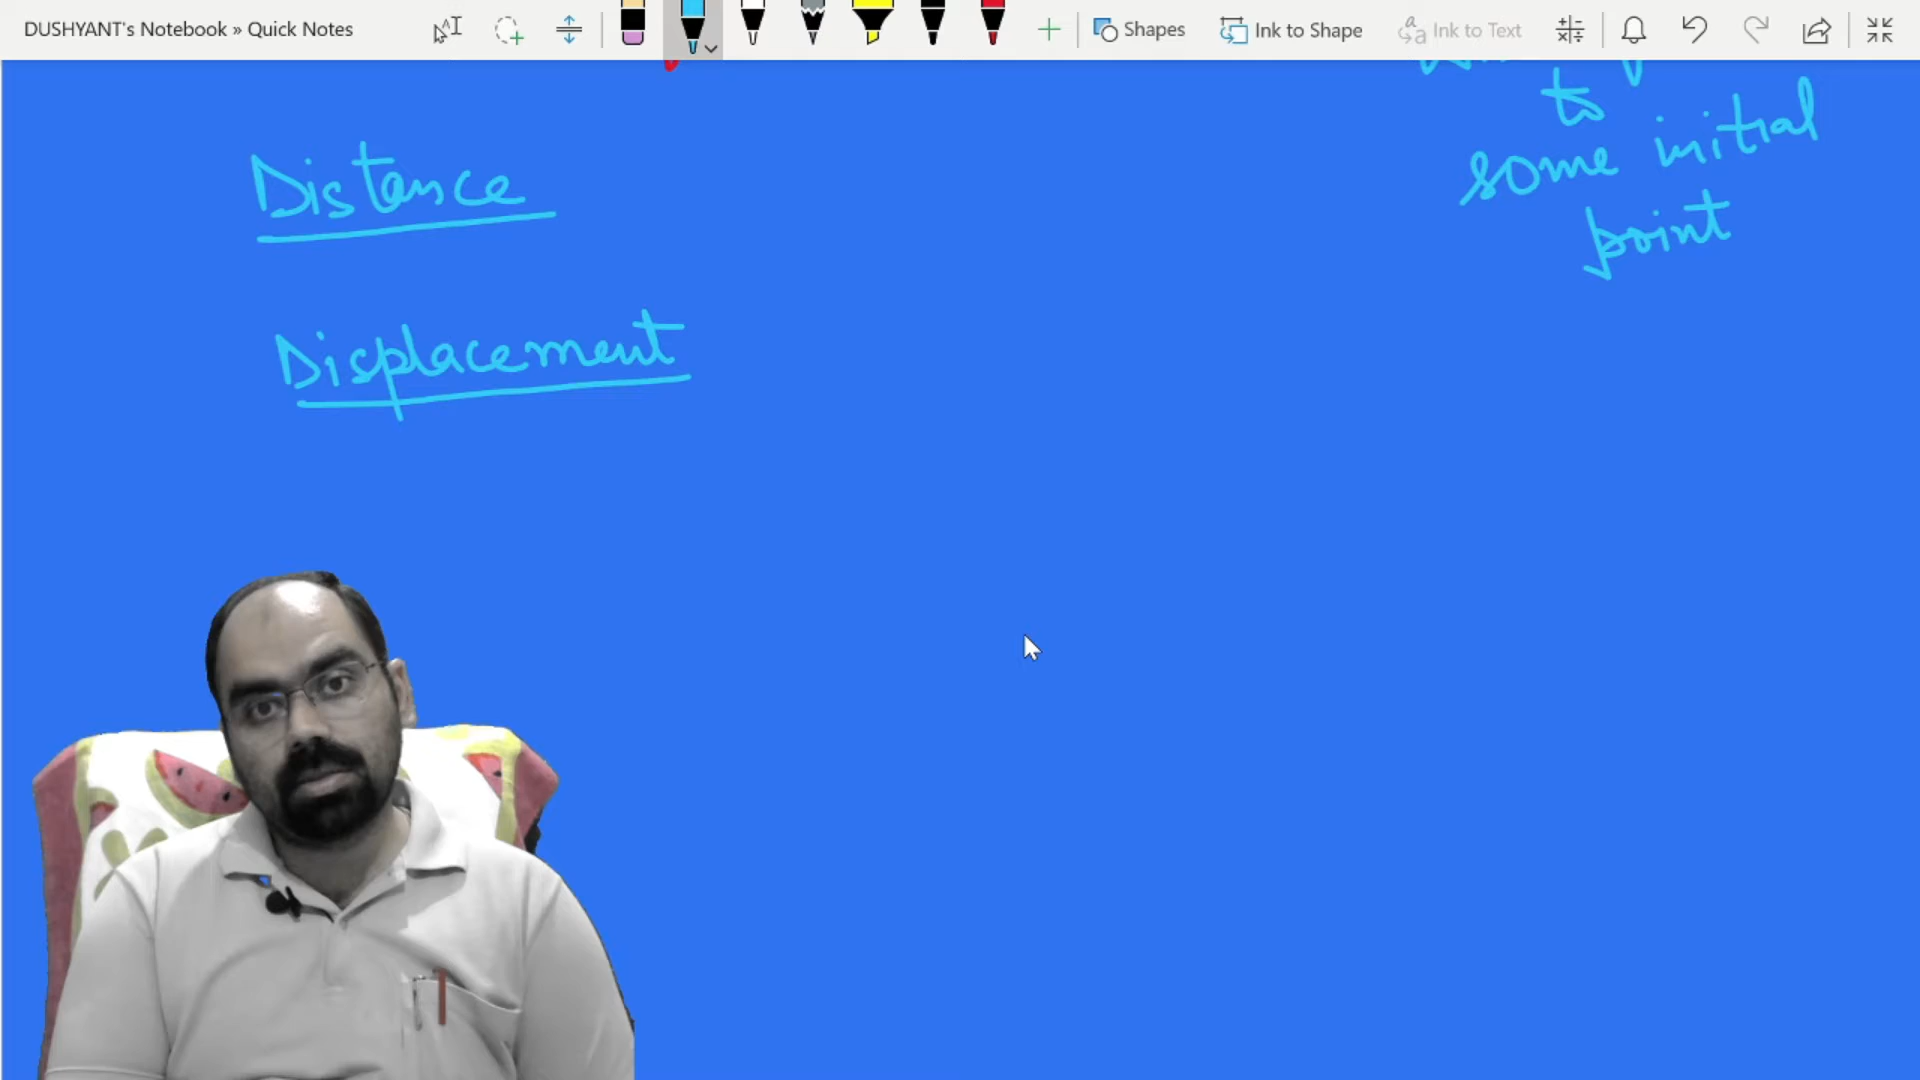 DUSHYANT's Notebook » Quick Notes
Shapes
Ink to Shape
Ink to Text
to
some initial
point
Distance
Displacement